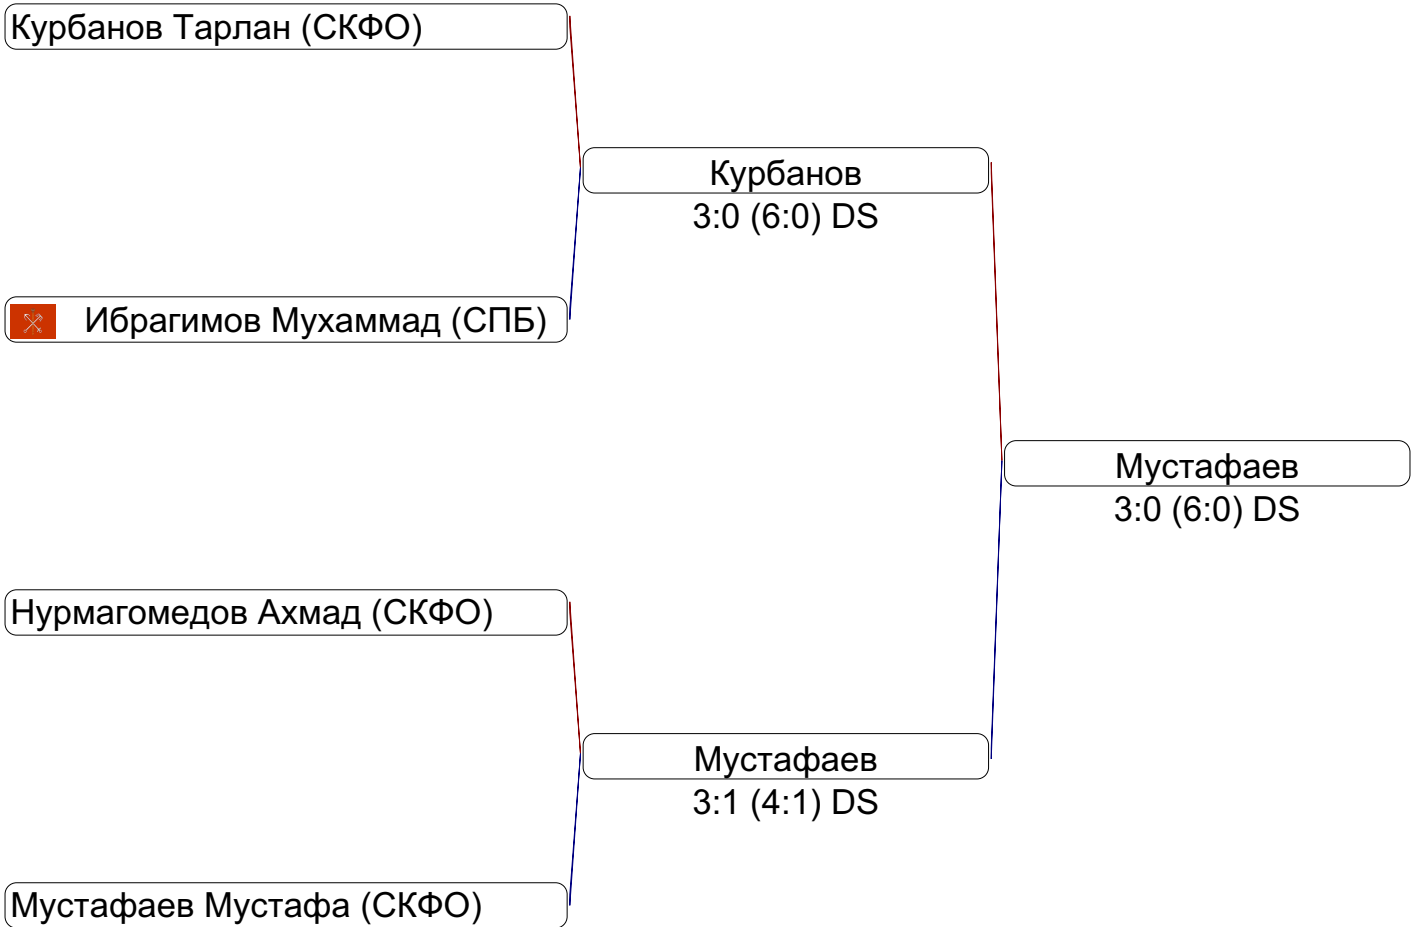 Курбанов Тарлан (СКФО)
Курбанов
3:0 (6:0) DS
Ибрагимов Мухаммад (СПБ)
Мустафаев
3:0 (6:0) DS
Нурмагомедов Ахмад (СКФО)
Мустафаев
3:1 (4:1) DS
Мустафаев Мустафа (СКФО)